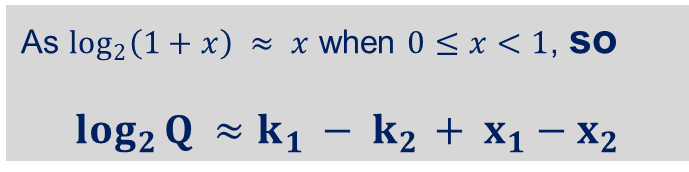 As log₂(1 + x) ≈ x when 0 ≤ x < 1, so
log₂ Q ≈ k₁ − k₂ + x₁ − x₂